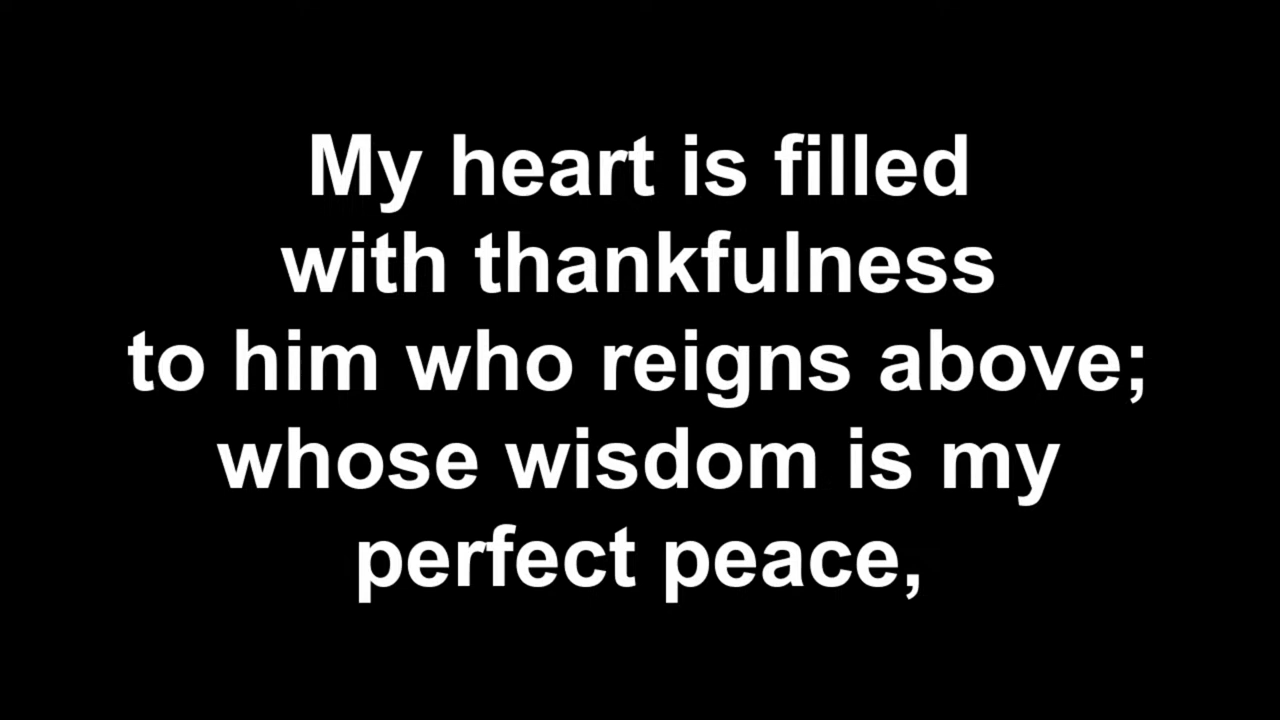 My heart is filled
with thankfulness
to him who reigns above;
whose wisdom is my
perfect peace,